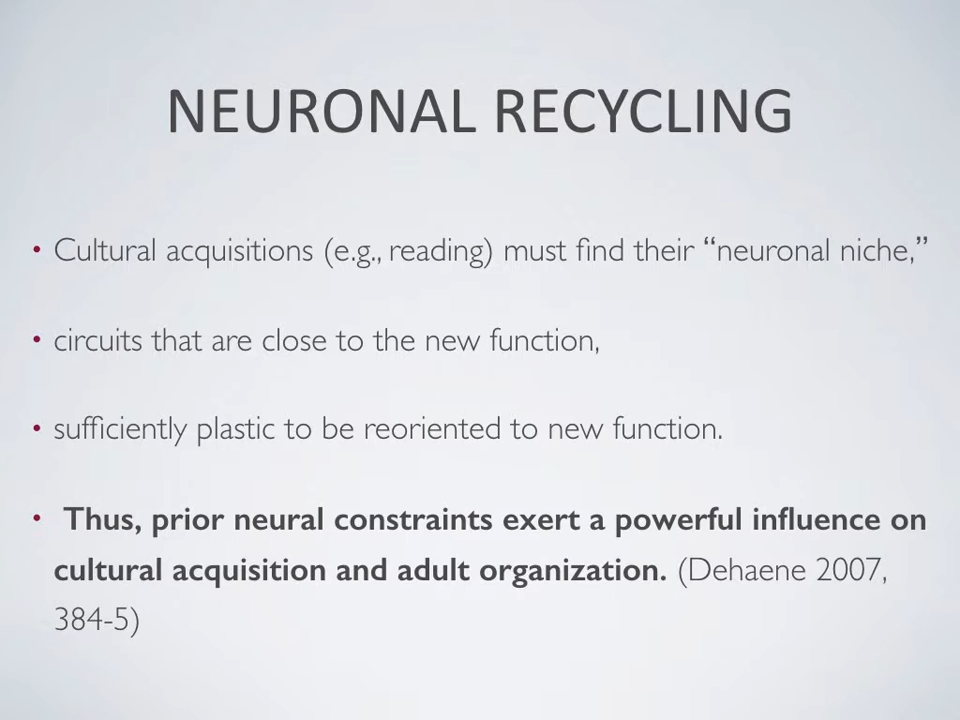 NEURONAL RECYCLING
• Cultural acquisitions (e.g., reading) must find their “neuronal niche,”
• circuits that are close to the new function,
• sufficiently plastic to be reoriented to new function.
• Thus, prior neural constraints exert a powerful influence on
cultural acquisition and adult organization. (Dehaene 2007,
384-5)